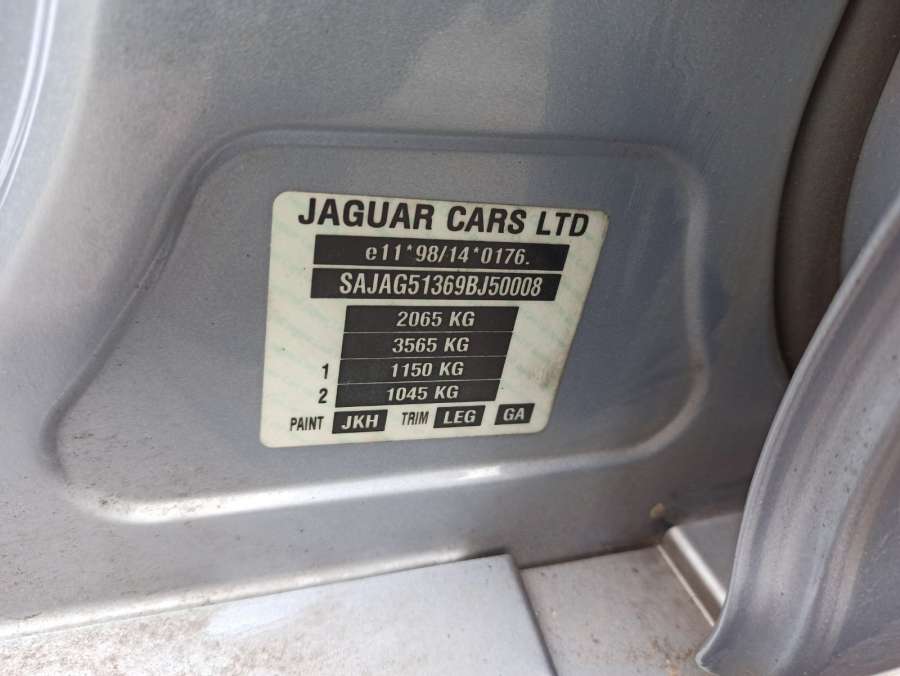 JAGUAR CARS LTD
e11*98/14*0176.
SAJAG51369BJ50008
2065 KG
3565 KG
1 1150 KG
2 1045 KG
PAINT JKH TRIM LEG GA